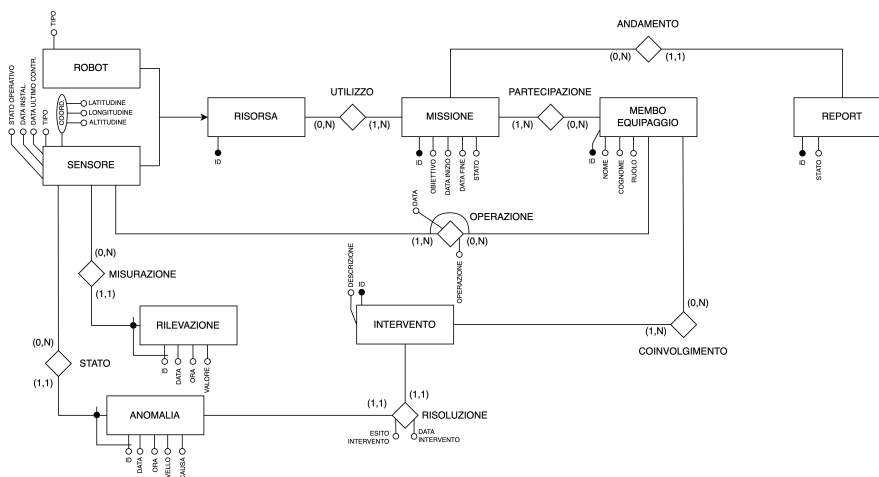 ANDAMENTO
(0,N) (1,1)
TIPO
ROBOT
UTILIZZO
PARTECIPAZIONE
STATO OPERATIVO
DATA INSTAL.
DATA ULTIMO CONTR.
TIPO
COORD
LATITUDINE
LONGITUDINE
ALTITUDINE
RISORSA
(0,N) (1,N)
MISSIONE
(1,N) (0,N)
MEMBO
EQUIPAGGIO
REPORT
SENSORE
ID
ID
OBIETTIVO
DATA INIZIO
DATA FINE
STATO
ID
NOME
COGNOME
RUOLO
ID
STATO
DATA
OPERAZIONE
(1,N) (0,N)
OPERAZIONE
(0,N)
MISURAZIONE
(1,1)
DESCRIZIONE
ID
RILEVAZIONE
INTERVENTO
(0,N)
(1,N)
COINVOLGIMENTO
(0,N)
STATO
(1,1)
ID
DATA
ORA
VALORE
ANOMALIA
(1,1)
(1,1)
RISOLUZIONE
ESITO
INTERVENTO
DATA
INTERVENTO
ID
DATA
ORA
CAUSA